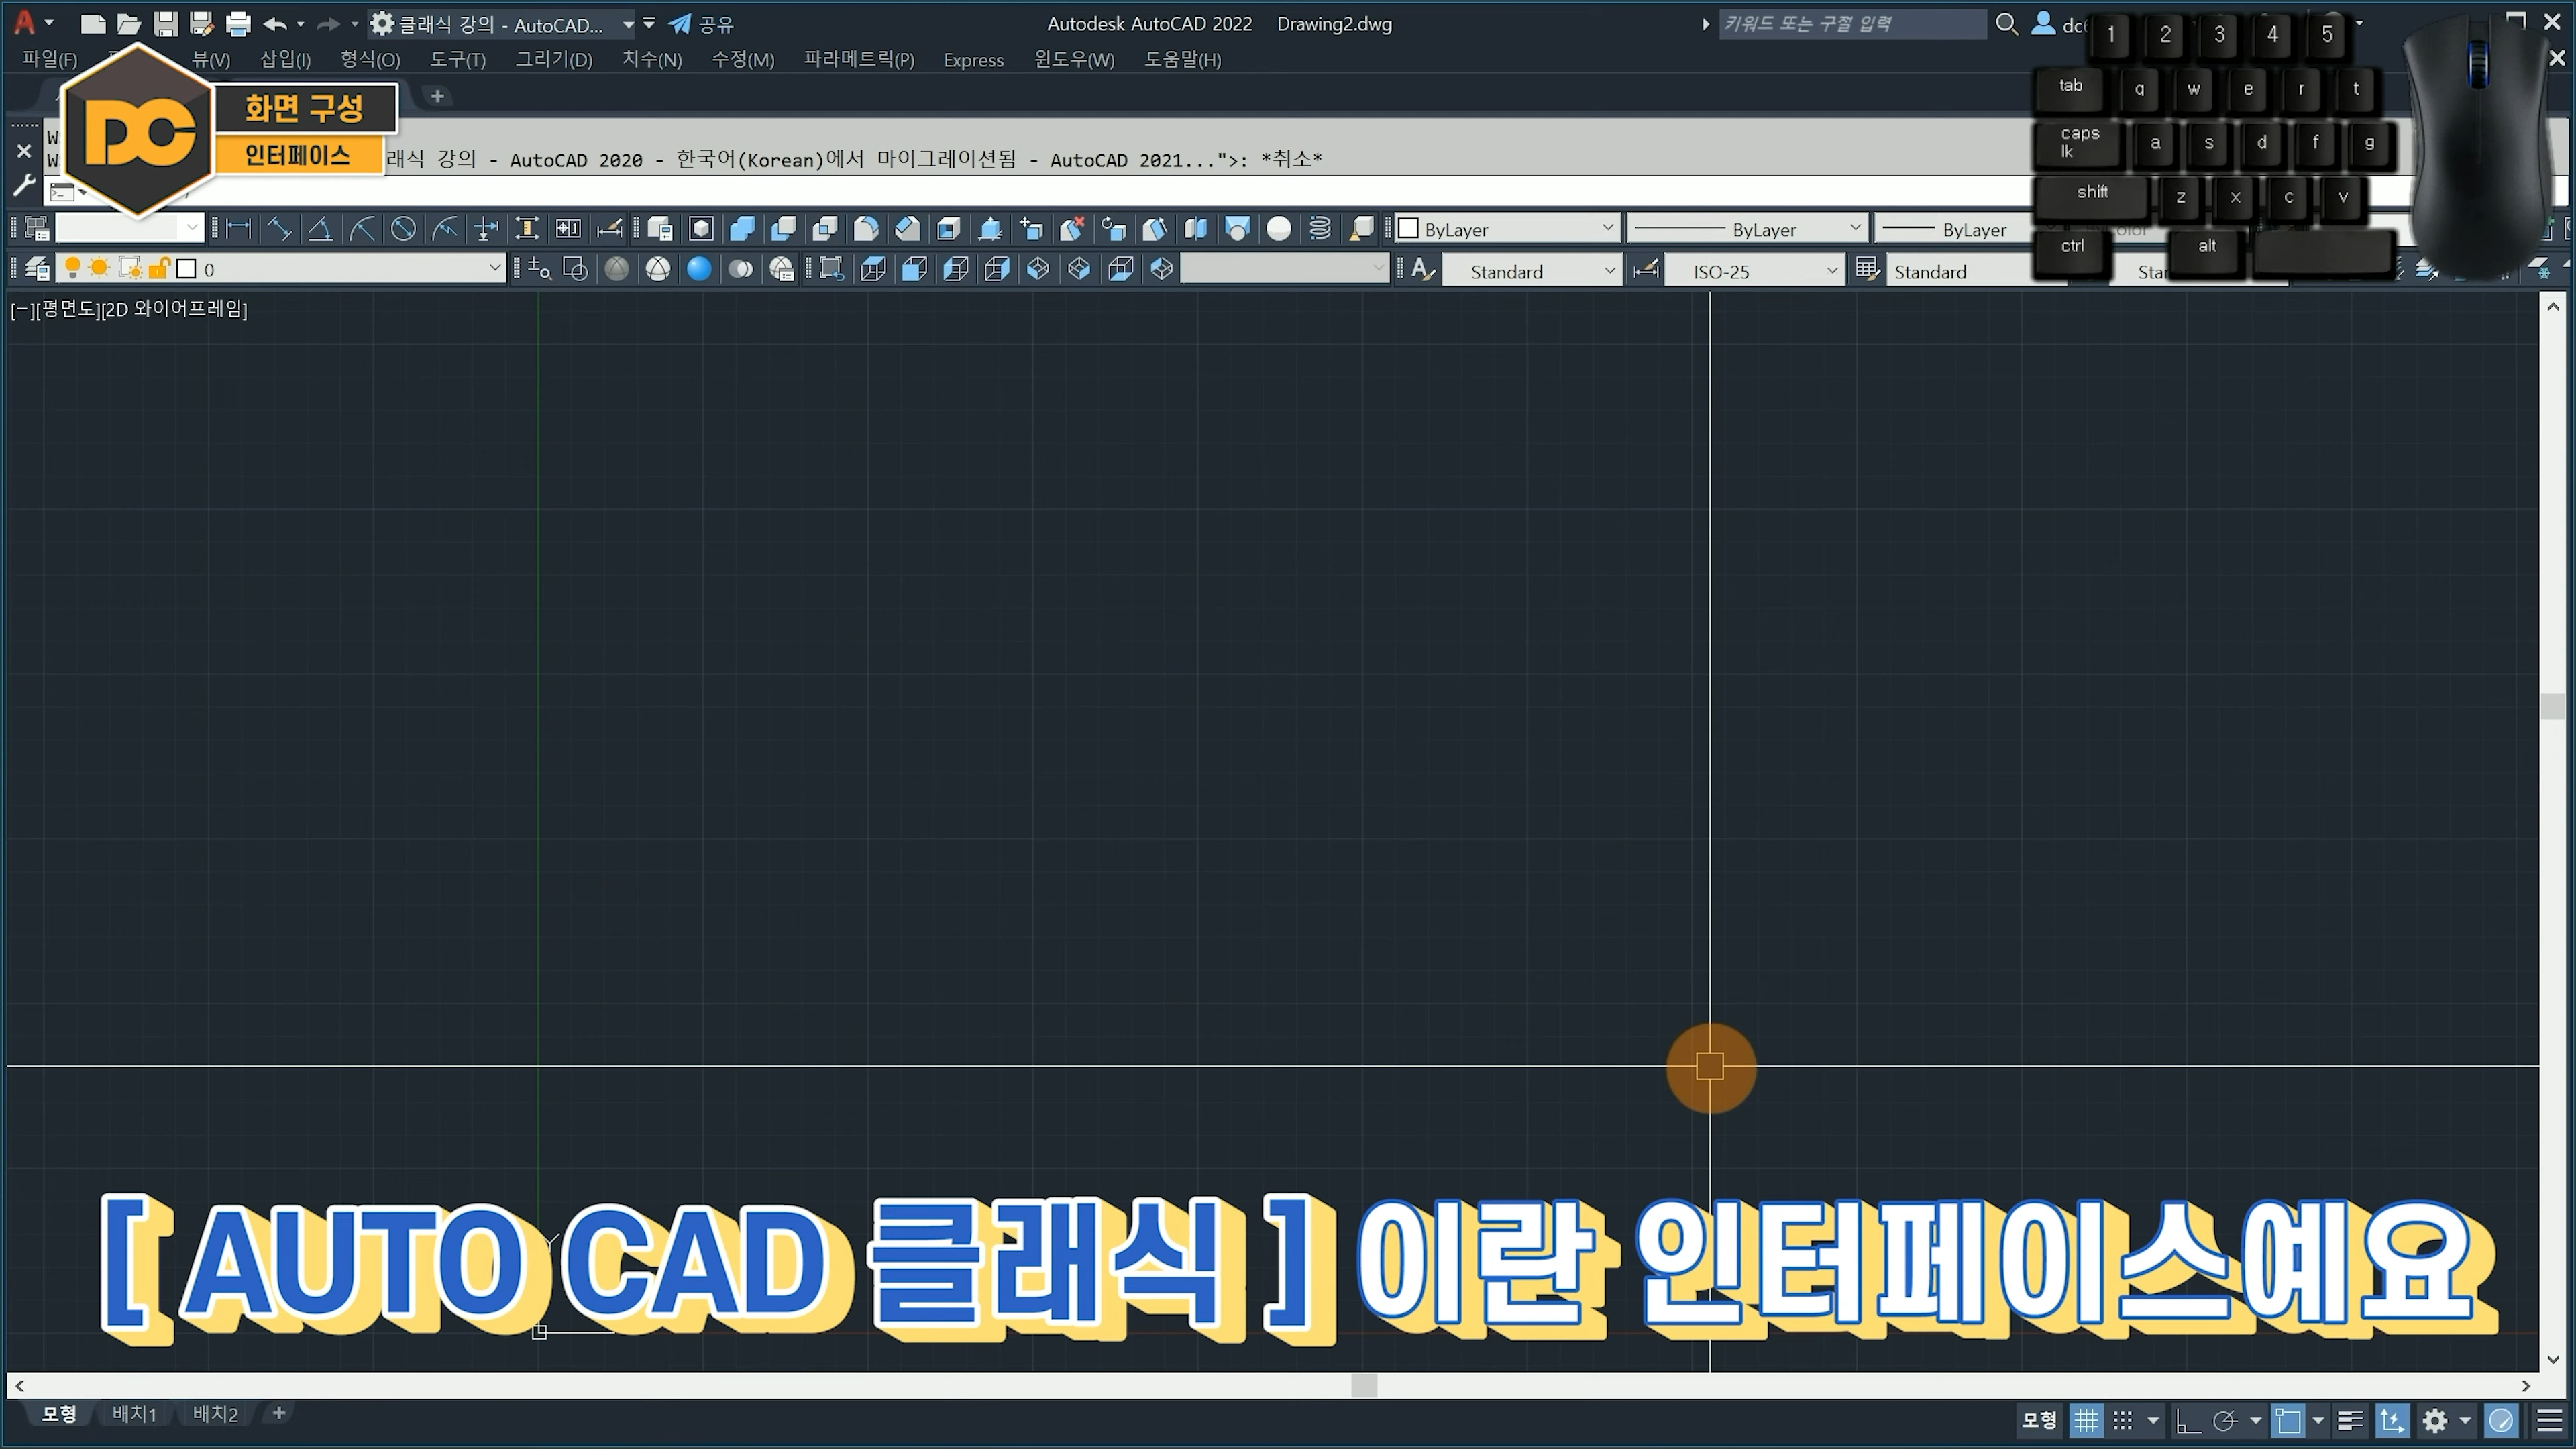 클래식 강의 - AutoCAD... 공유 Autodesk AutoCAD 2022 Drawing2.dwg 키워드 또는 구절 입력
파일(F) 뷰(V) 삽입(I) 형식(O) 도구(T) 그리기(D) 치수(N) 수정(M) 파라메트릭(P) Express 윈도우(W) 도움말(H)
DC 화면 구성
인터페이스
래식 강의 - AutoCAD 2020 - 한국어(Korean)에서 마이그레이션됨 - AutoCAD 2021...">: *취소*
1 2 3 4 5
tab q w e r t
caps lk a s d f g
shift z x c v
ctrl alt
ByLayer ByLayer ByLayer
0 Standard ISO-25 Standard
[−][평면도][2D 와이어프레임]
[ AUTO CAD 클래식 ] 이란 인터페이스예요
모형 배치1 배치2 + 모형